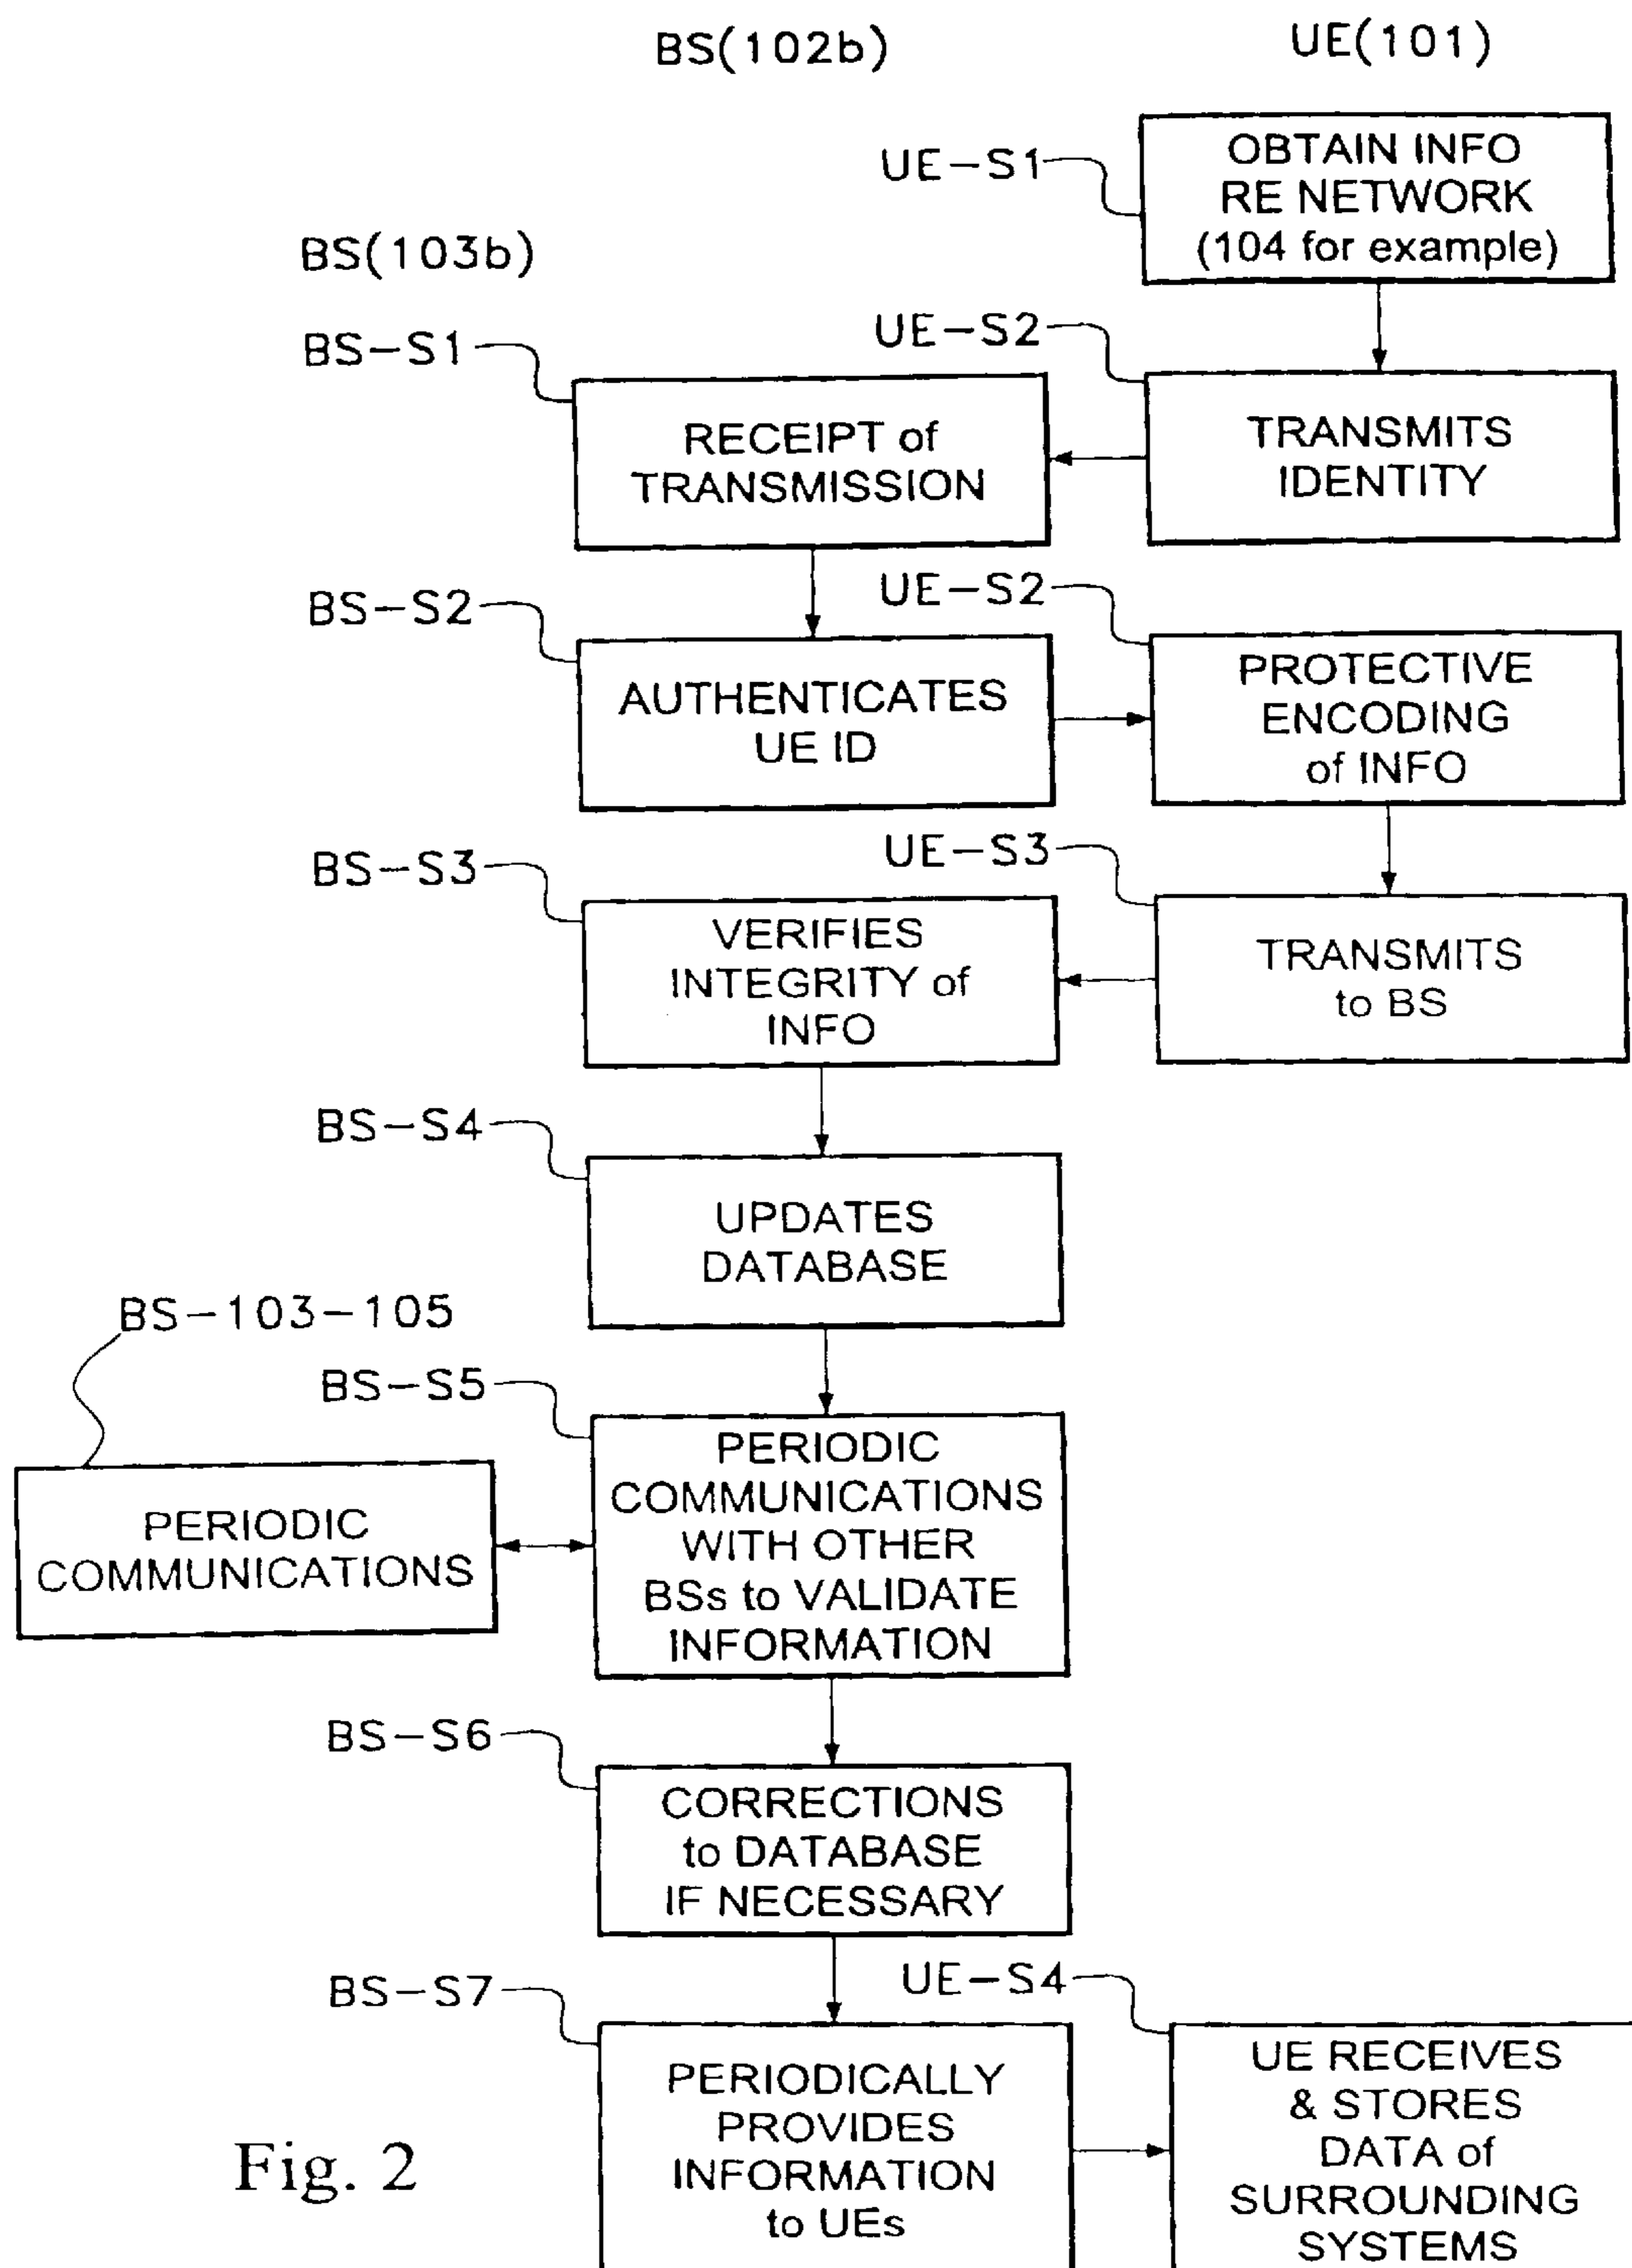 BS(102b)
UE(101)
UE-S1
OBTAIN INFO
RE NETWORK
(104 for example)
BS(103b)
UE-S2
BS-S1
RECEIPT of
TRANSMISSION
TRANSMITS
IDENTITY
BS-S2
UE-S2
AUTHENTICATES
UE ID
PROTECTIVE
ENCODING
of INFO
BS-S3
UE-S3
VERIFIES
INTEGRITY of
INFO
TRANSMITS
to BS
BS-S4
UPDATES
DATABASE
BS-103-105
BS-S5
PERIODIC
COMMUNICATIONS
PERIODIC
COMMUNICATIONS
WITH OTHER
BSs to VALIDATE
INFORMATION
BS-S6
CORRECTIONS
to DATABASE
IF NECESSARY
BS-S7
UE-S4
PERIODICALLY
PROVIDES
INFORMATION
to UEs
UE RECEIVES
& STORES
DATA of
SURROUNDING
SYSTEMS
Fig. 2